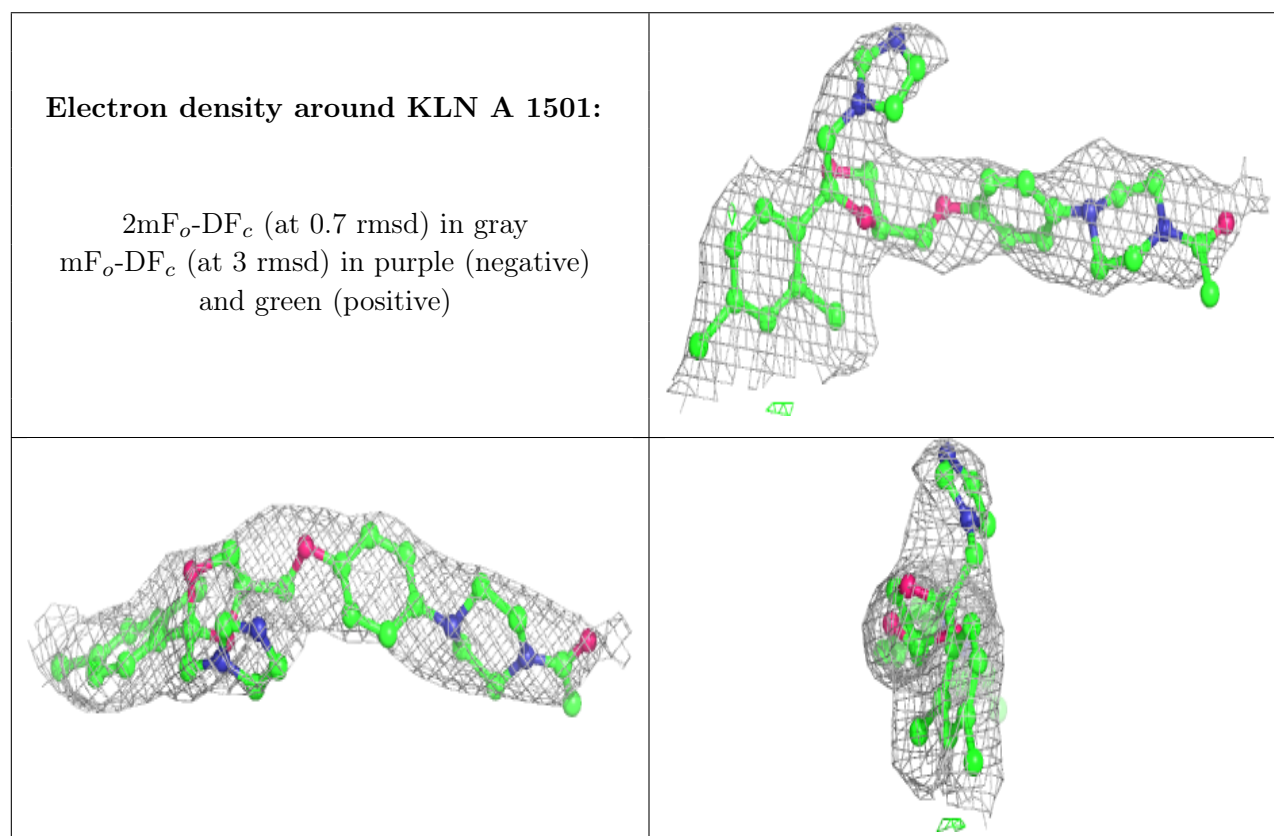 Electron density around KLN A 1501:
2mFₒ-DF𝒸 (at 0.7 rmsd) in gray
mFₒ-DF𝒸 (at 3 rmsd) in purple (negative)
and green (positive)